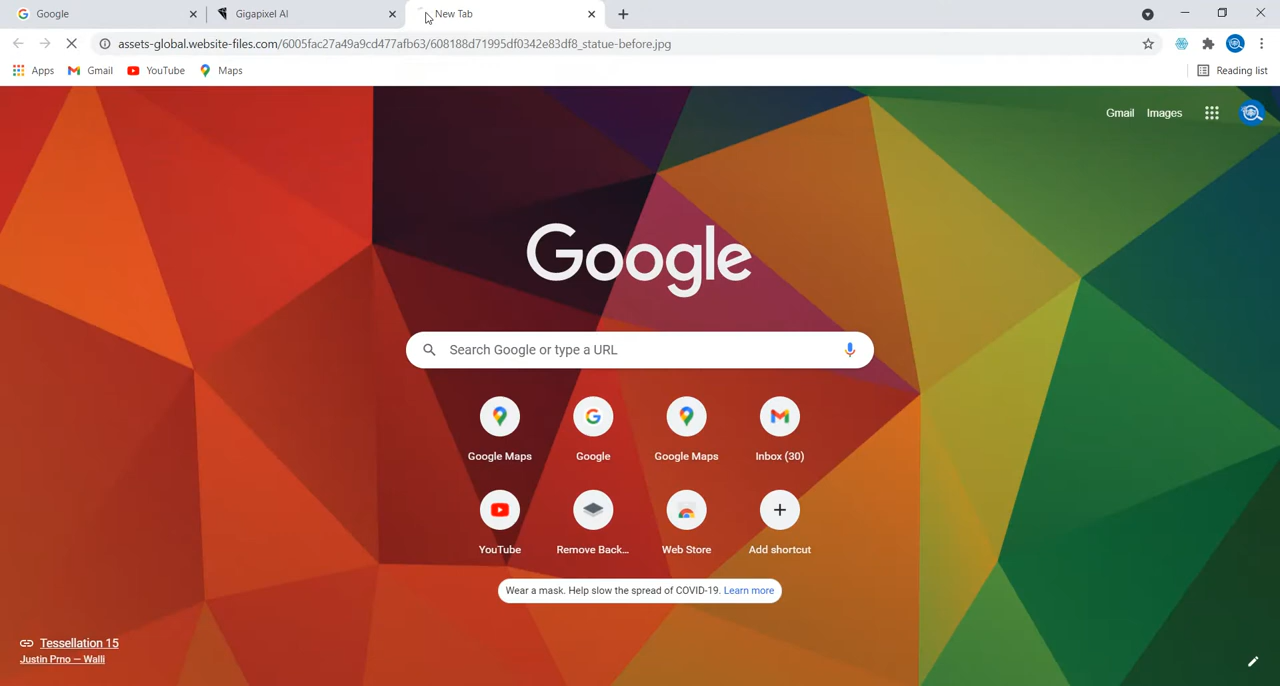 Google
Gigapixel AI
New Tab
assets-global.website-files.com/6005fac27a49a9cd477afb63/608188d71995df0342e83df8_statue-before.jpg
Apps
Gmail
YouTube
Maps
Reading list
Gmail
Images
Google
Search Google or type a URL
Google Maps
Google
Google Maps
Inbox (30)
YouTube
Remove Back...
Web Store
Add shortcut
Wear a mask. Help slow the spread of COVID-19. Learn more
Tessellation 15
Justin Prno — Walli